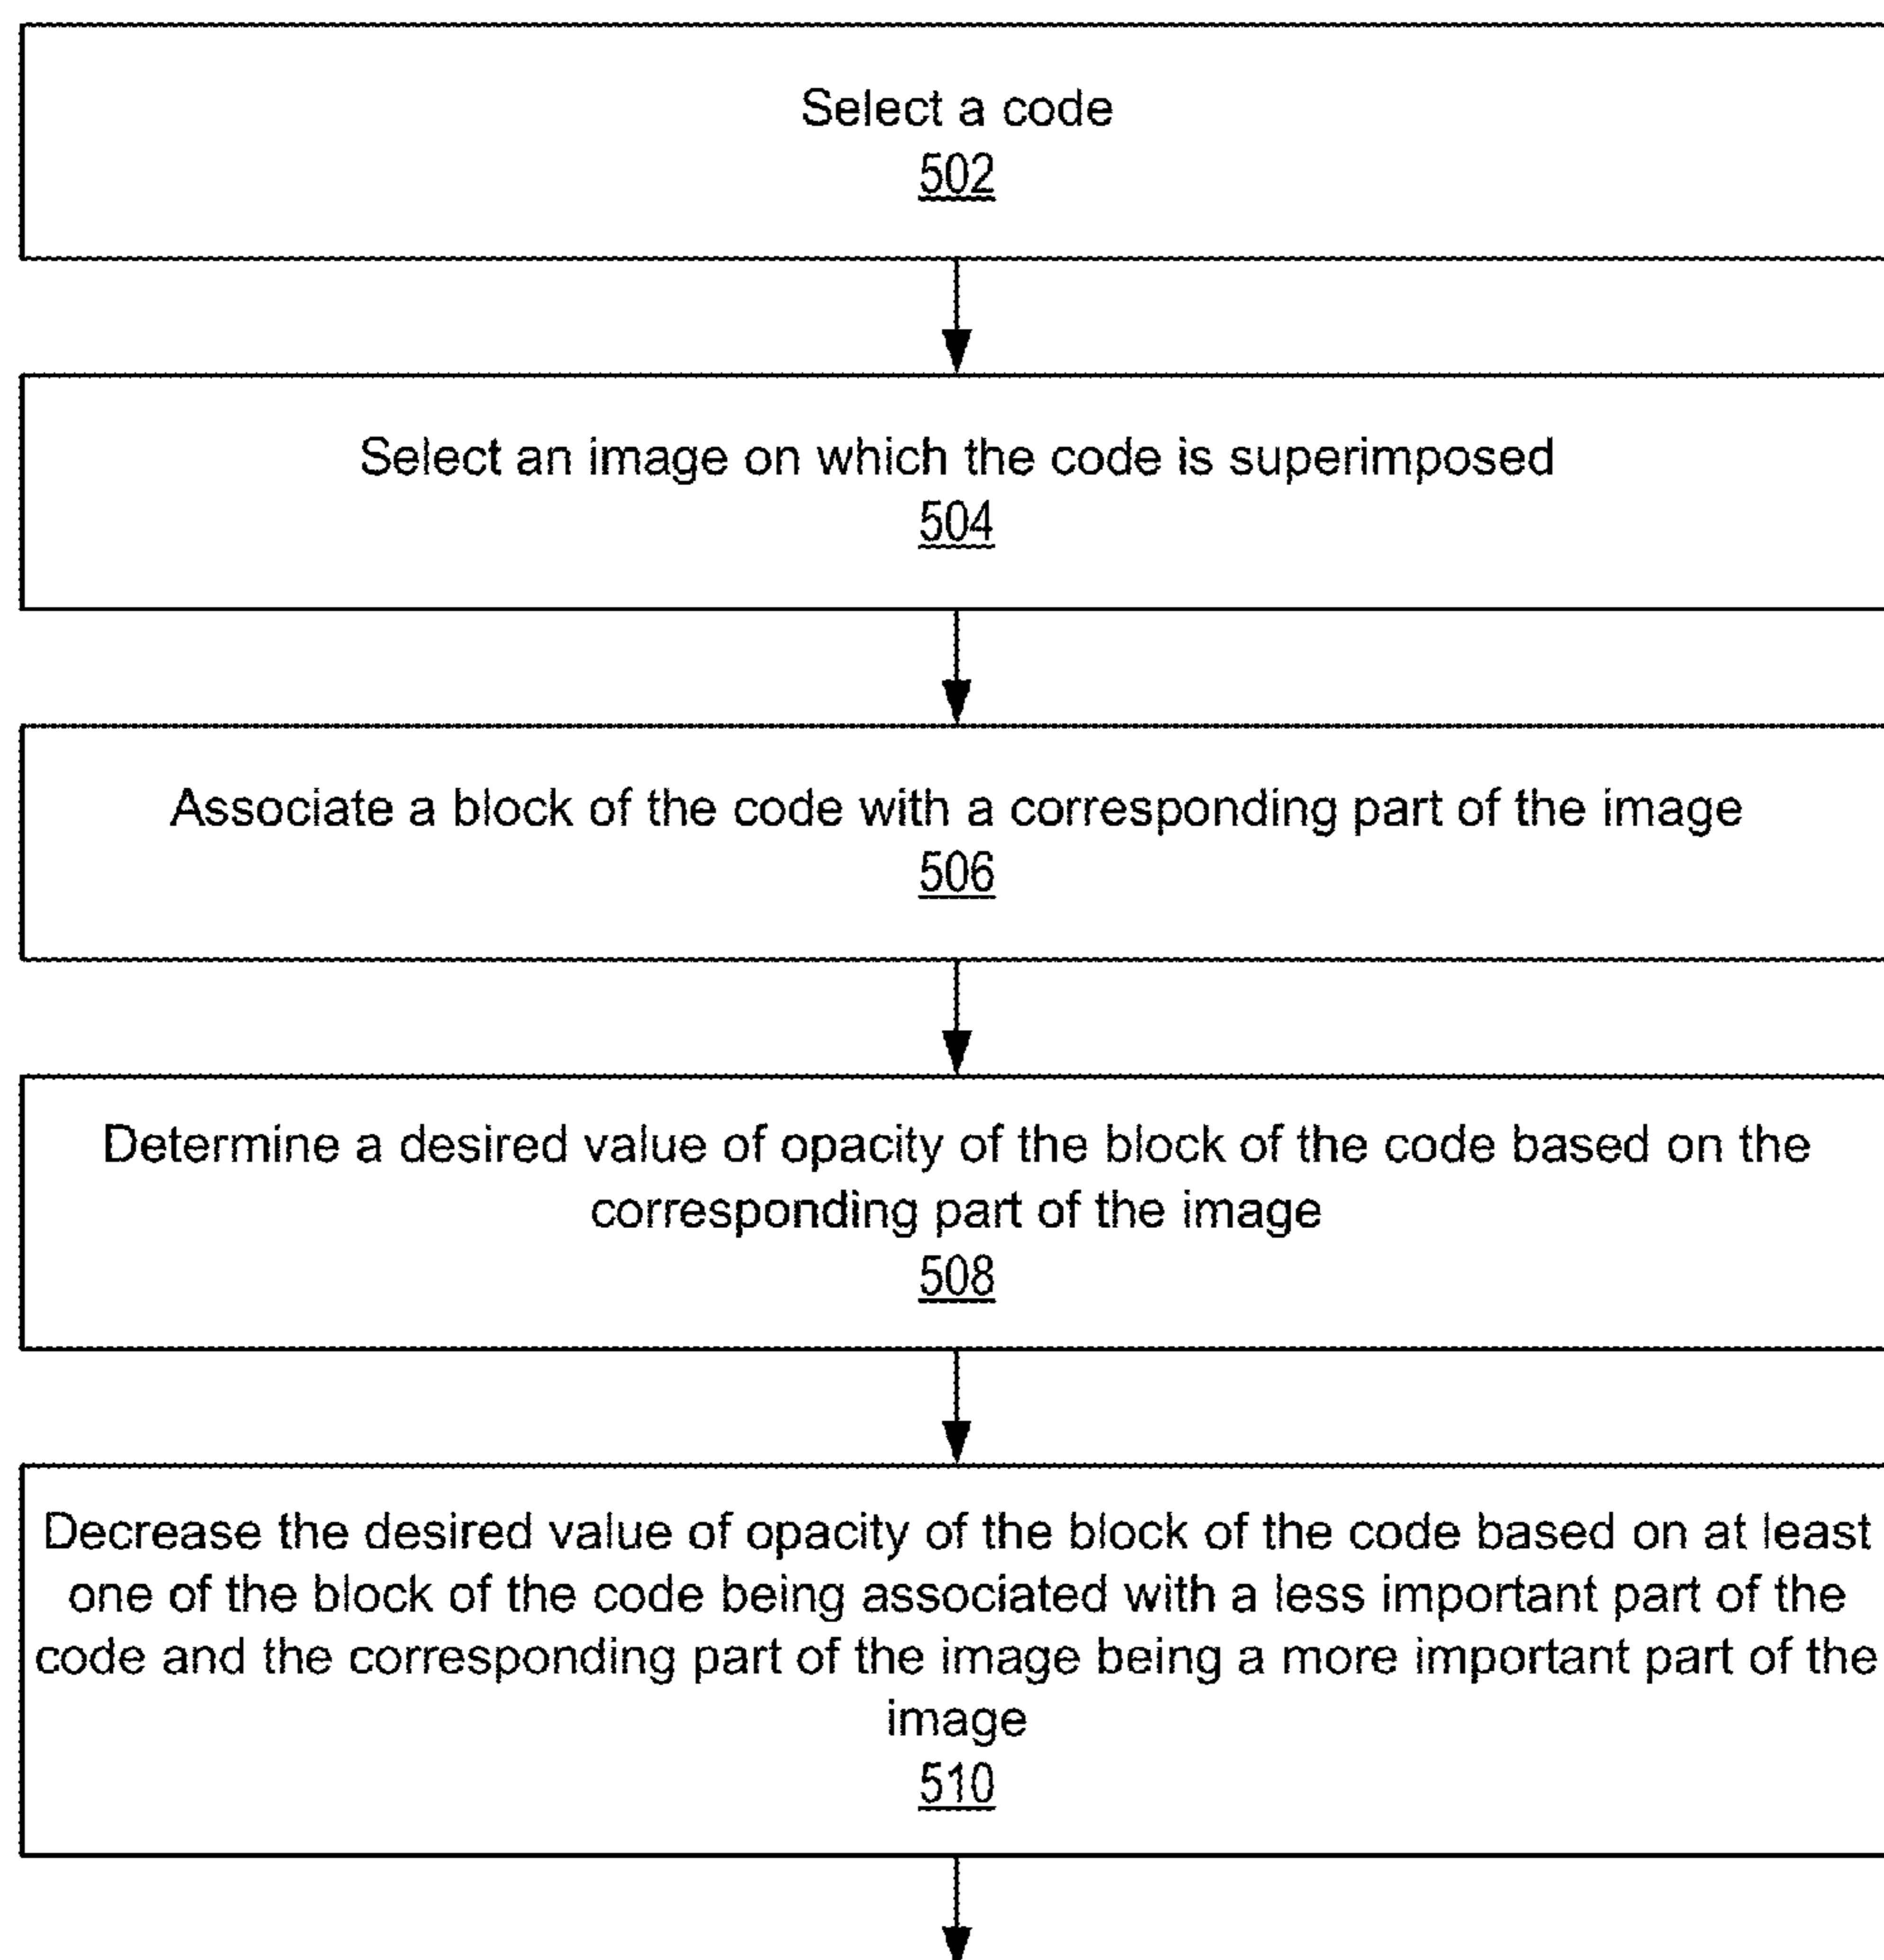 Select a code
502
Select an image on which the code is superimposed
504
Associate a block of the code with a corresponding part of the image
506
Determine a desired value of opacity of the block of the code based on the
corresponding part of the image
508
Decrease the desired value of opacity of the block of the code based on at least
one of the block of the code being associated with a less important part of the
code and the corresponding part of the image being a more important part of the
image
510